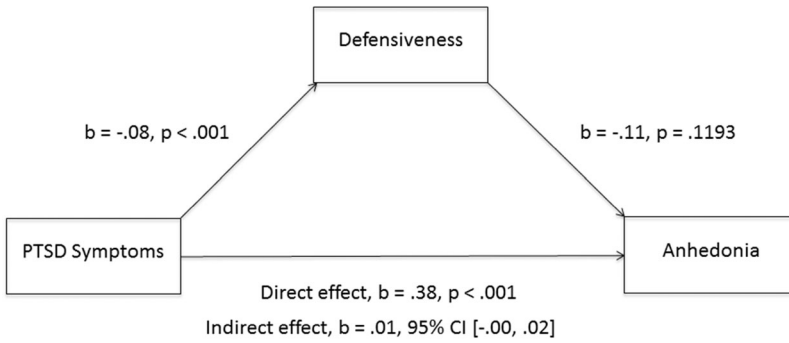 Defensiveness
b = -.08, p < .001
b = -.11, p = .1193
PTSD Symptoms
Anhedonia
Direct effect, b = .38, p < .001
Indirect effect, b = .01, 95% CI [-.00, .02]